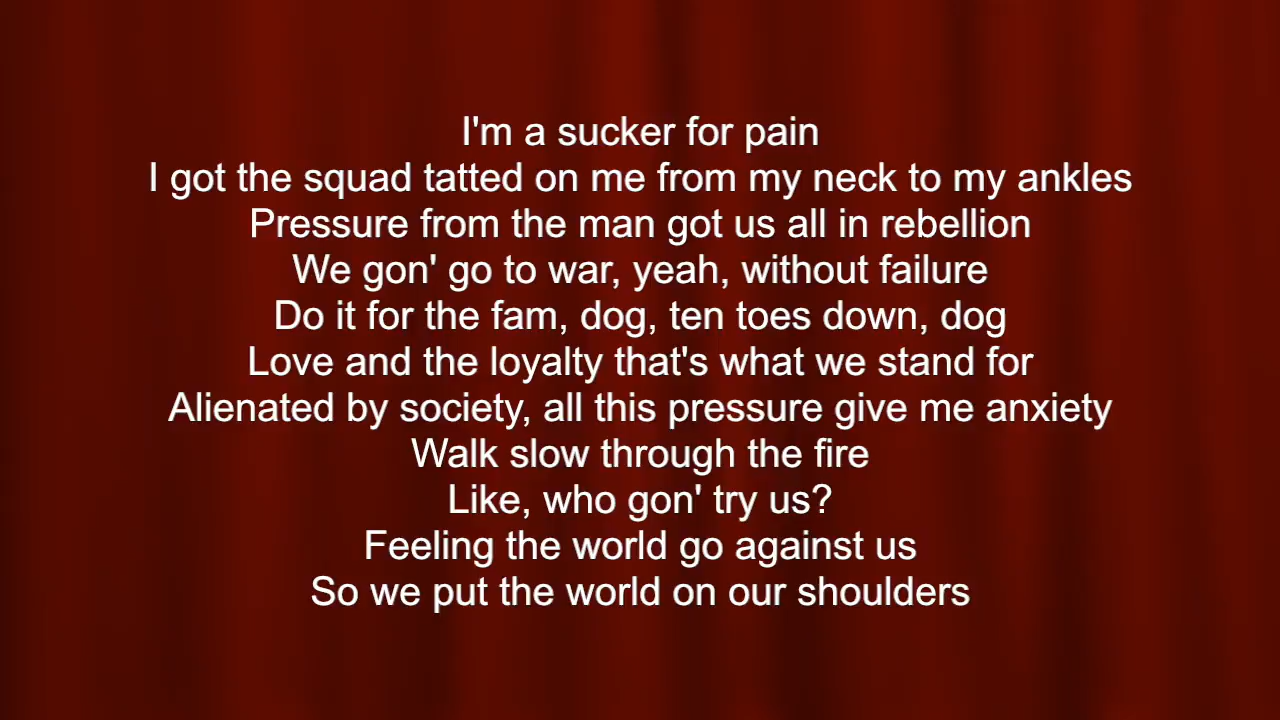 I'm a sucker for pain
I got the squad tatted on me from my neck to my ankles
Pressure from the man got us all in rebellion
We gon' go to war, yeah, without failure
Do it for the fam, dog, ten toes down, dog
Love and the loyalty that's what we stand for
Alienated by society, all this pressure give me anxiety
Walk slow through the fire
Like, who gon' try us?
Feeling the world go against us
So we put the world on our shoulders